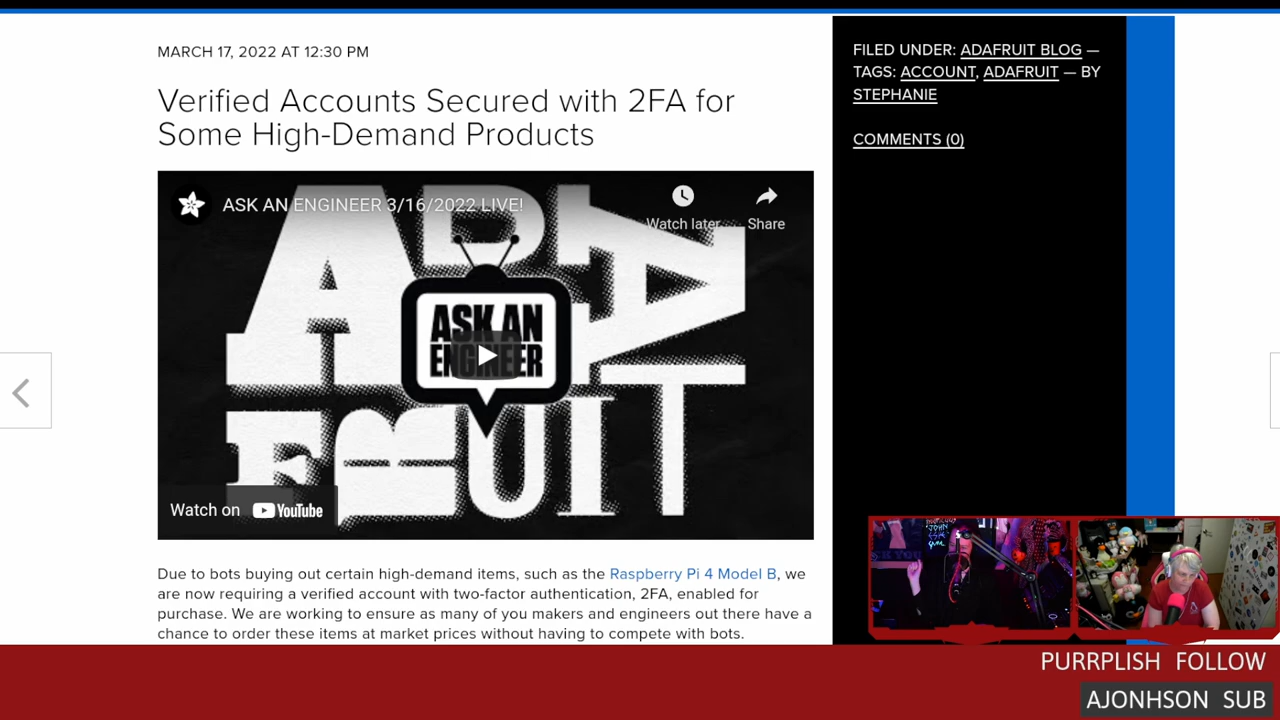 MARCH 17, 2022 AT 12:30 PM
Verified Accounts Secured with 2FA for
Some High-Demand Products
ASK AN ENGINEER 3/16/2022 LIVE!
Watch later
Share
ADA
FRUIT
ASK AN
ENGINEER
Watch on YouTube
Due to bots buying out certain high-demand items, such as the Raspberry Pi 4 Model B, we
are now requiring a verified account with two-factor authentication, 2FA, enabled for
purchase. We are working to ensure as many of you makers and engineers out there have a
chance to order these items at market prices without having to compete with bots.
FILED UNDER: ADAFRUIT BLOG —
TAGS: ACCOUNT, ADAFRUIT — BY
STEPHANIE
COMMENTS (0)
PURRPLISH FOLLOW
AJONHSON SUB